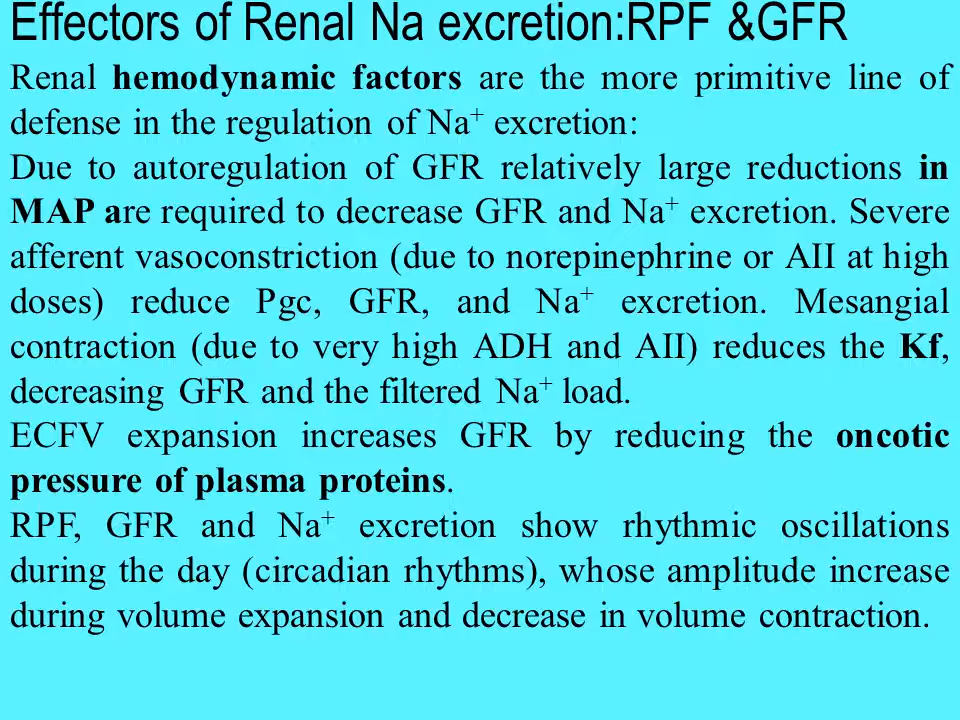 Effectors of Renal Na excretion:RPF &GFR
Renal hemodynamic factors are the more primitive line of
defense in the regulation of Na⁺ excretion:
Due to autoregulation of GFR relatively large reductions in
MAP are required to decrease GFR and Na⁺ excretion. Severe
afferent vasoconstriction (due to norepinephrine or AII at high
doses) reduce Pgc, GFR, and Na⁺ excretion. Mesangial
contraction (due to very high ADH and AII) reduces the Kf,
decreasing GFR and the filtered Na⁺ load.
ECFV expansion increases GFR by reducing the oncotic
pressure of plasma proteins.
RPF, GFR and Na⁺ excretion show rhythmic oscillations
during the day (circadian rhythms), whose amplitude increase
during volume expansion and decrease in volume contraction.